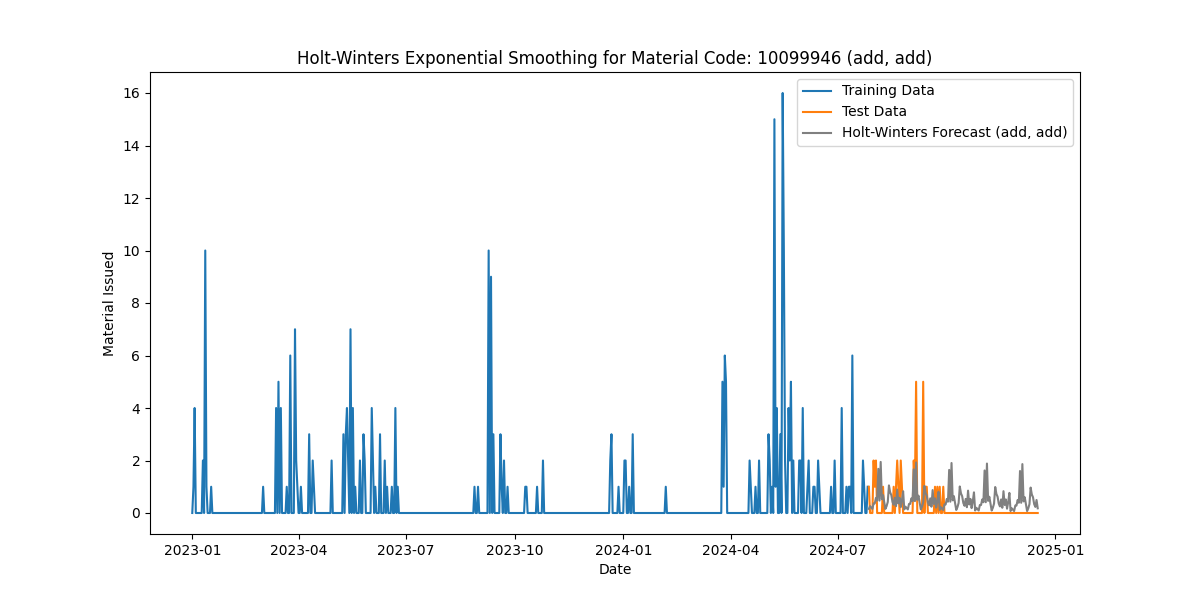 Holt-Winters Exponential Smoothing for Material Code: 10099946 (add, add)
Training Data
Test Data
Holt-Winters Forecast (add, add)
16
14
12
10
8
6
4
2
0
Material Issued
2023-01 2023-04 2023-07 2023-10 2024-01 2024-04 2024-07 2024-10 2025-01
Date